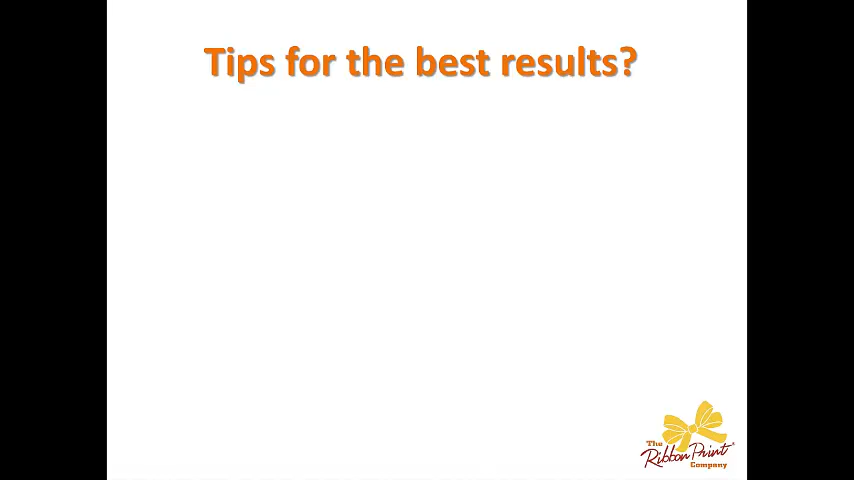 Tips for the best results?
The
Ribbon Print
Company